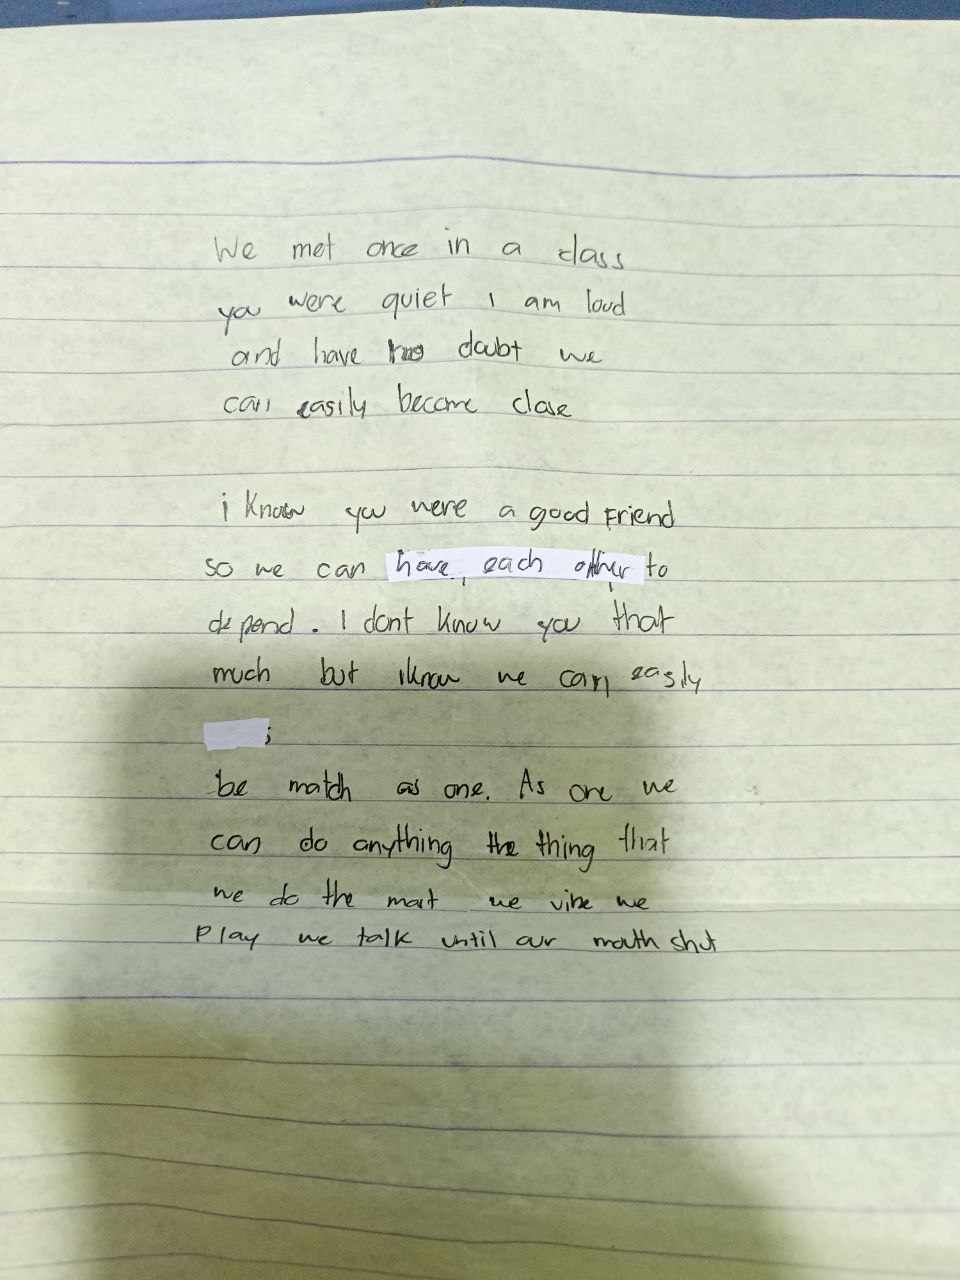 We met once in a class
you were quiet I am loud
and have no doubt we
can easily become close
i know you were a good Friend
so we can have each other to
depend. I dont know you that
much but i know we can easily
be match as one. As one we
can do anything the thing that
we do the most we vibe we
Play we talk until our mouth shut